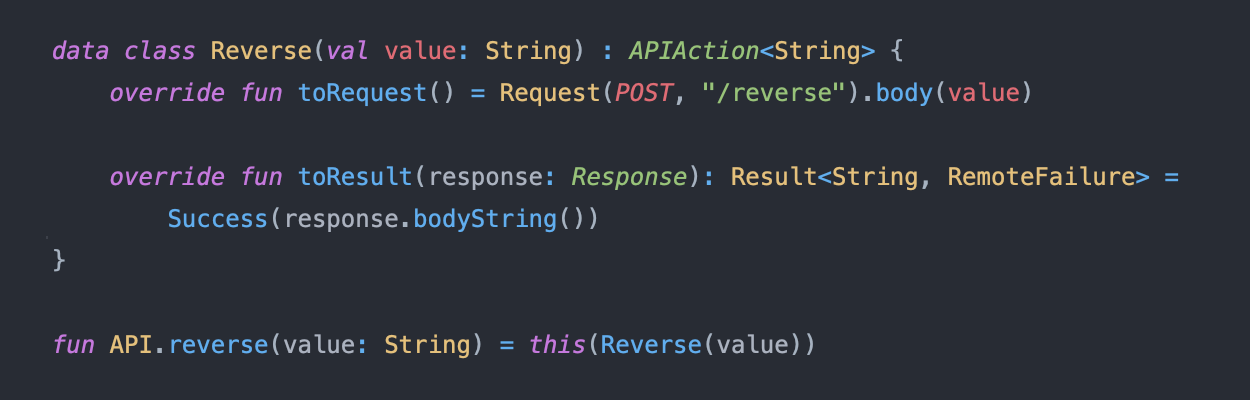 data class Reverse(val value: String) : APIAction<String> {
    override fun toRequest() = Request(POST, "/reverse").body(value)
    override fun toResult(response: Response): Result<String, RemoteFailure> =
        Success(response.bodyString())
}
fun API.reverse(value: String) = this(Reverse(value))